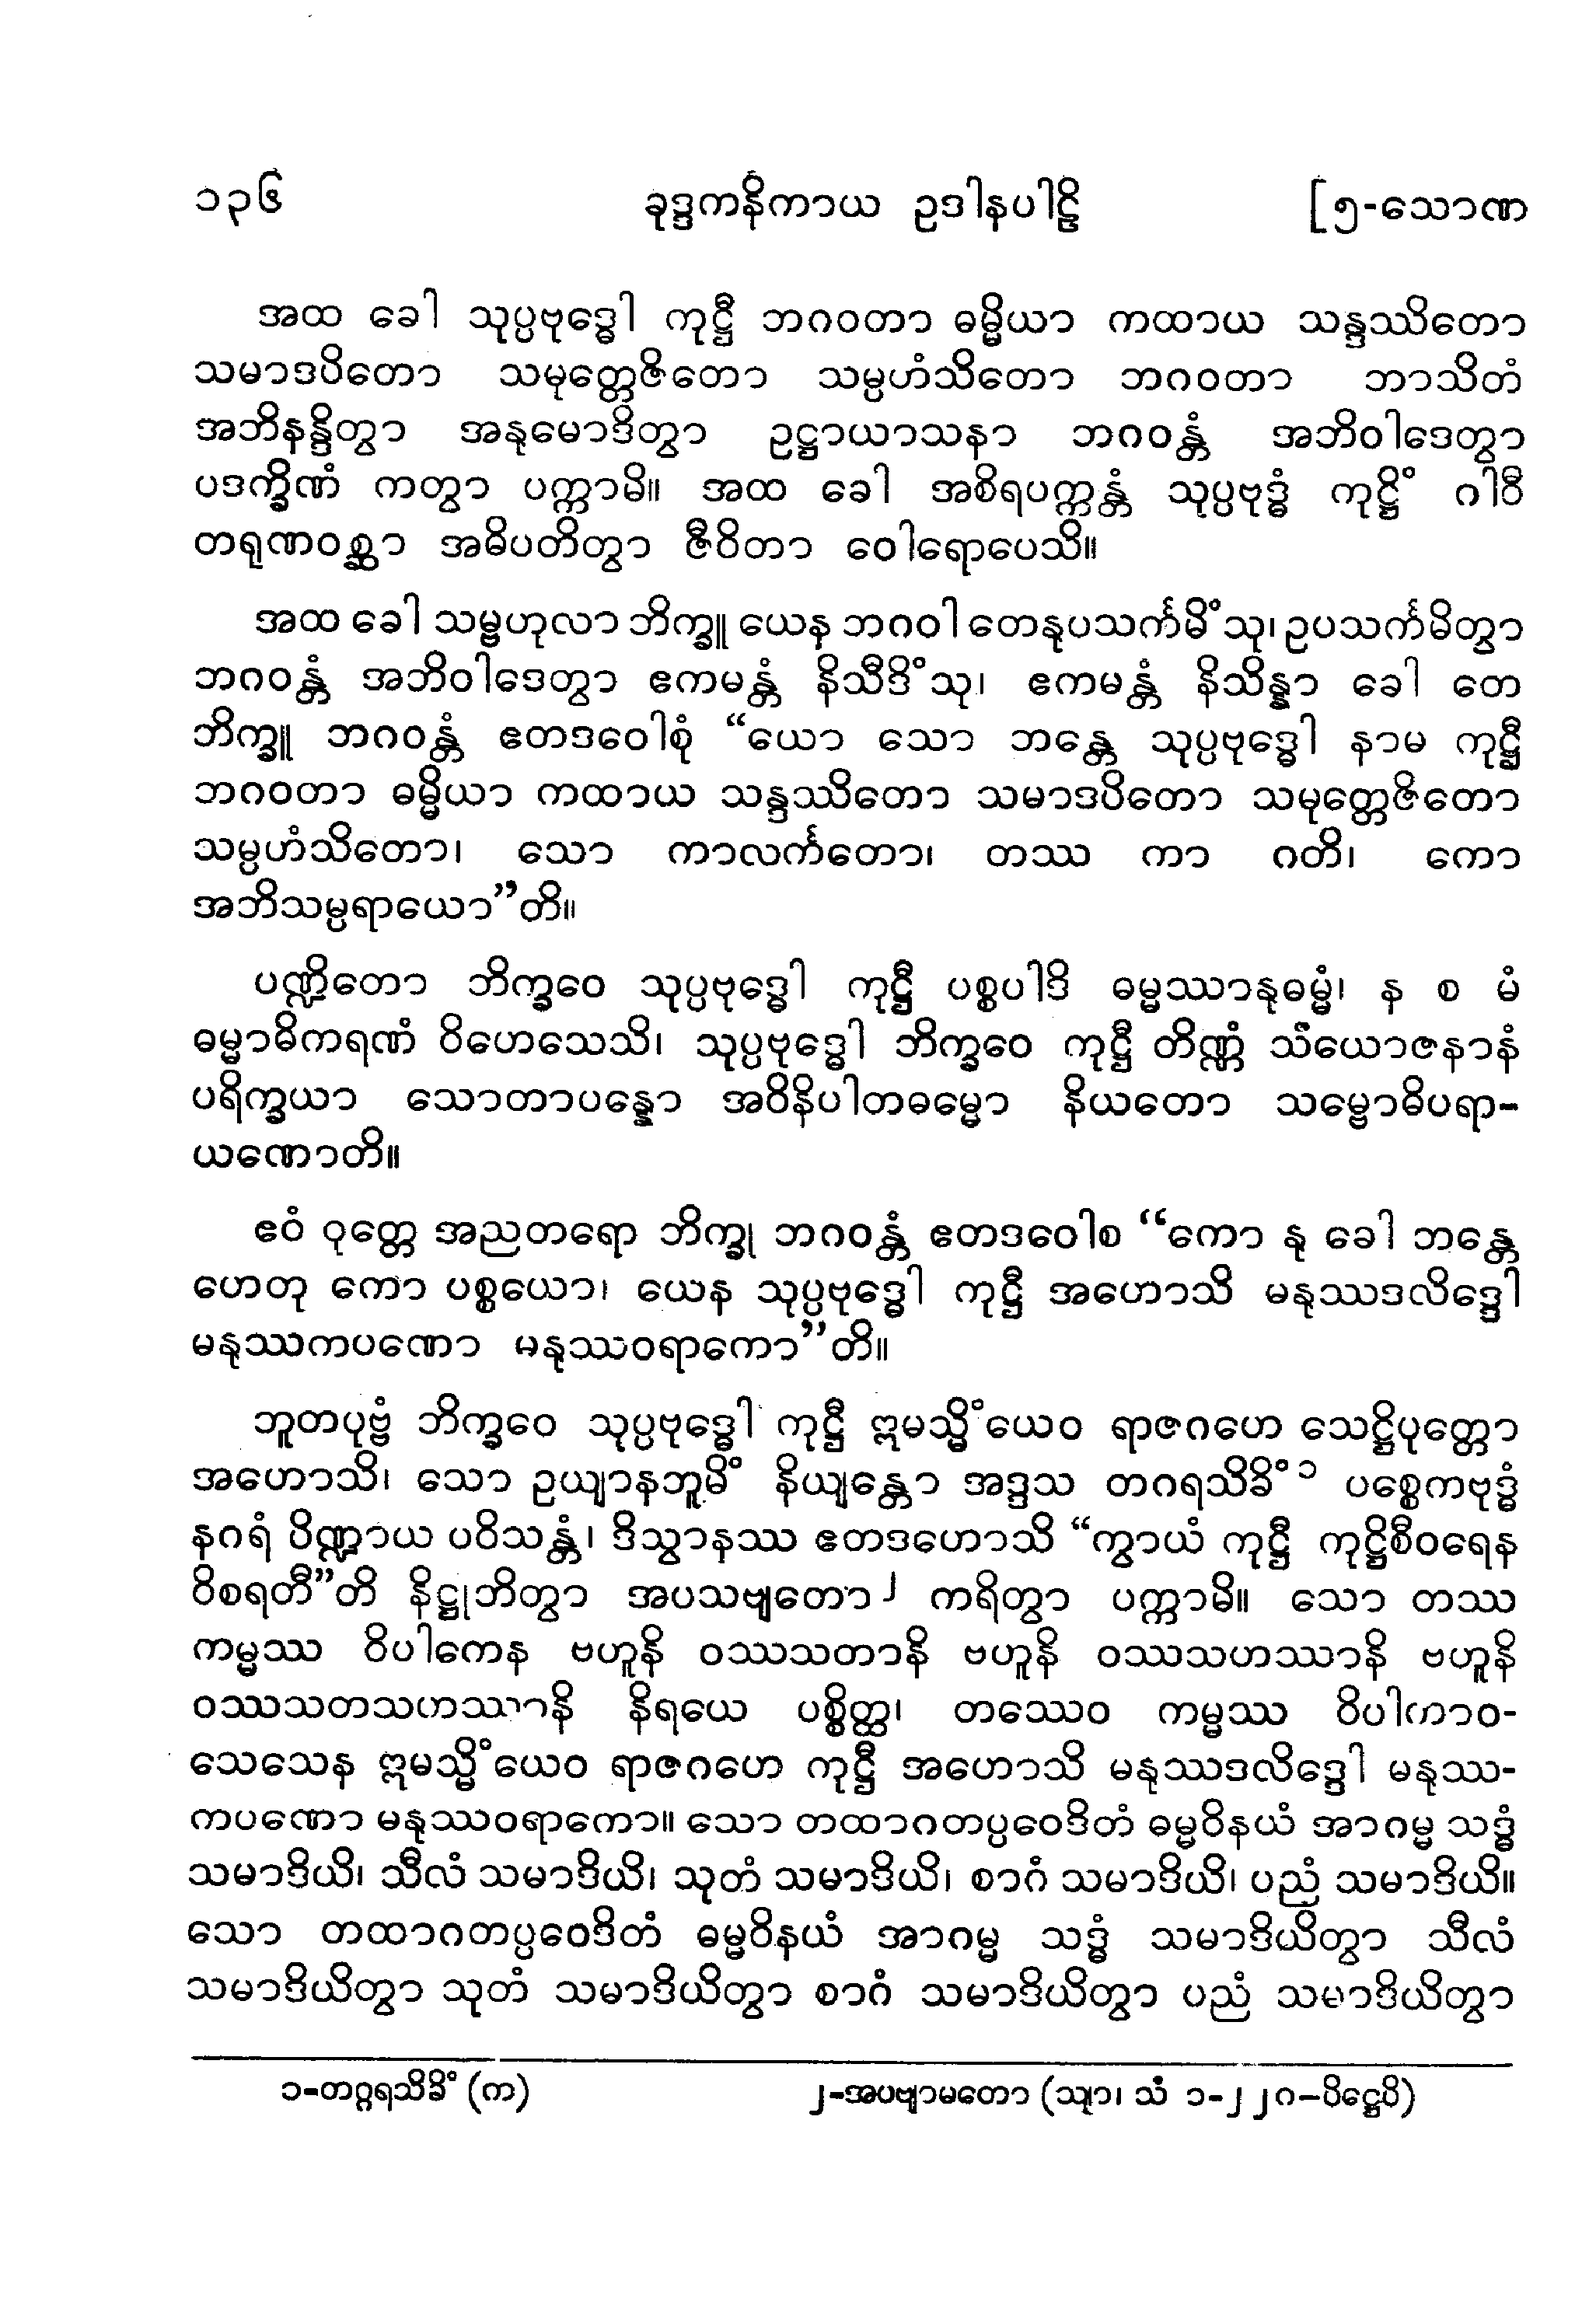 ၁၃၆ ခုဒ္ဒကနိကာယ ဥဒါနပါဠိ [၅-သောဏ
အထ ခေါ သုပ္ပဗုဒ္ဓေါ ကုဋ္ဌီ ဘဂဝတာ ဓမ္မိယာ ကထာယ သန္ဒဿိတော
သမာဒပိတော သမုတ္တေဇိတော သမ္ပဟံသိတော ဘဂဝတာ ဘာသိတံ
အဘိနန္ဒိတွာ အနုမောဒိတွာ ဥဋ္ဌာယာသနာ ဘဂဝန္တံ အဘိဝါဒေတွာ
ပဒက္ခိဏံ ကတွာ ပက္ကာမိ။ အထ ခေါ အစိရပက္ကန္တံ သုပ္ပဗုဒ္ဓံ ကုဋ္ဌိံ ဂါဝီ
တရုဏဝစ္ဆာ အဓိပတိတွာ ဇီဝိတာ ဝေါရောပေသိ။
အထ ခေါ သမ္ဗဟုလာ ဘိက္ခူ ယေန ဘဂဝါ တေနုပသင်္ကမိံသု၊ ဥပသင်္ကမိတွာ
ဘဂဝန္တံ အဘိဝါဒေတွာ ဧကမန္တံ နိသီဒိံသု၊ ဧကမန္တံ နိသိန္နာ ခေါ တေ
ဘိက္ခူ ဘဂဝန္တံ ဧတဒဝေါစုံ “ယော သော ဘန္တေ သုပ္ပဗုဒ္ဓေါ နာမ ကုဋ္ဌီ
ဘဂဝတာ ဓမ္မိယာ ကထာယ သန္ဒဿိတော သမာဒပိတော သမုတ္တေဇိတော
သမ္ပဟံသိတော၊ သော ကာလင်္ကတော၊ တဿ ကာ ဂတိ၊ ကော
အဘိသမ္ပရာယော”တိ။
ပဏ္ဍိတော ဘိက္ခဝေ သုပ္ပဗုဒ္ဓေါ ကုဋ္ဌီ ပစ္စပါဒိ ဓမ္မဿာနုဓမ္မံ၊ န စ မံ
ဓမ္မာဓိကရဏံ ဝိဟေသေသိ၊ သုပ္ပဗုဒ္ဓေါ ဘိက္ခဝေ ကုဋ္ဌီ တိဏ္ဏံ သံယောဇနာနံ
ပရိက္ခယာ သောတာပန္နော အဝိနိပါတဓမ္မော နိယတော သမ္ဗောဓိပရာ-
ယဏောတိ။
ဧဝံ ဝုတ္တေ အညတရော ဘိက္ခု ဘဂဝန္တံ ဧတဒဝေါစ “ကော နု ခေါ ဘန္တေ
ဟေတု ကော ပစ္စယော၊ ယေန သုပ္ပဗုဒ္ဓေါ ကုဋ္ဌီ အဟောသိ မနုဿဒလိဒ္ဒေါ
မနုဿကပဏော မနုဿဝရာကော”တိ။
ဘူတပုဗ္ဗံ ဘိက္ခဝေ သုပ္ပဗုဒ္ဓေါ ကုဋ္ဌီ ဣမသ္မိံယေဝ ရာဇဂဟေ သေဋ္ဌိပုတ္တော
အဟောသိ၊ သော ဥယျာနဘူမိံ နိယျန္တော အဒ္ဒသ တဂရသိခိံ၁ ပစ္စေကဗုဒ္ဓံ
နဂရံ ပိဏ္ဍာယ ပဝိသန္တံ၊ ဒိသွာနဿ ဧတဒဟောသိ “ကွာယံ ကုဋ္ဌီ ကုဋ္ဌိစီဝရေန
ဝိစရတီ”တိ နိဋ္ဌုဘိတွာ အပသဗျတော၂ ကရိတွာ ပက္ကာမိ။ သော တဿ
ကမ္မဿ ဝိပါကေန ဗဟူနိ ဝဿသတာနိ ဗဟူနိ ဝဿသဟဿာနိ ဗဟူနိ
ဝဿသတသဟဿာနိ နိရယေ ပစ္စိတ္ထ၊ တဿေဝ ကမ္မဿ ဝိပါကာဝ-
သေသေန ဣမသ္မိံယေဝ ရာဇဂဟေ ကုဋ္ဌီ အဟောသိ မနုဿဒလိဒ္ဒေါ မနုဿ-
ကပဏော မနုဿဝရာကော။ သော တထာဂတပ္ပဝေဒိတံ ဓမ္မဝိနယံ အာဂမ္မ သဒ္ဓံ
သမာဒိယိ၊ သီလံ သမာဒိယိ၊ သုတံ သမာဒိယိ၊ စာဂံ သမာဒိယိ၊ ပညံ သမာဒိယိ။
သော တထာဂတပ္ပဝေဒိတံ ဓမ္မဝိနယံ အာဂမ္မ သဒ္ဓံ သမာဒိယိတွာ သီလံ
သမာဒိယိတွာ သုတံ သမာဒိယိတွာ စာဂံ သမာဒိယိတွာ ပညံ သမာဒိယိတွာ
၁-တဂ္ဂရသိခိံ (က) ၂-အပဗျာမတော (သျာ၊ သံ ၁-၂၂၈-ပိဋ္ဌေပိ)